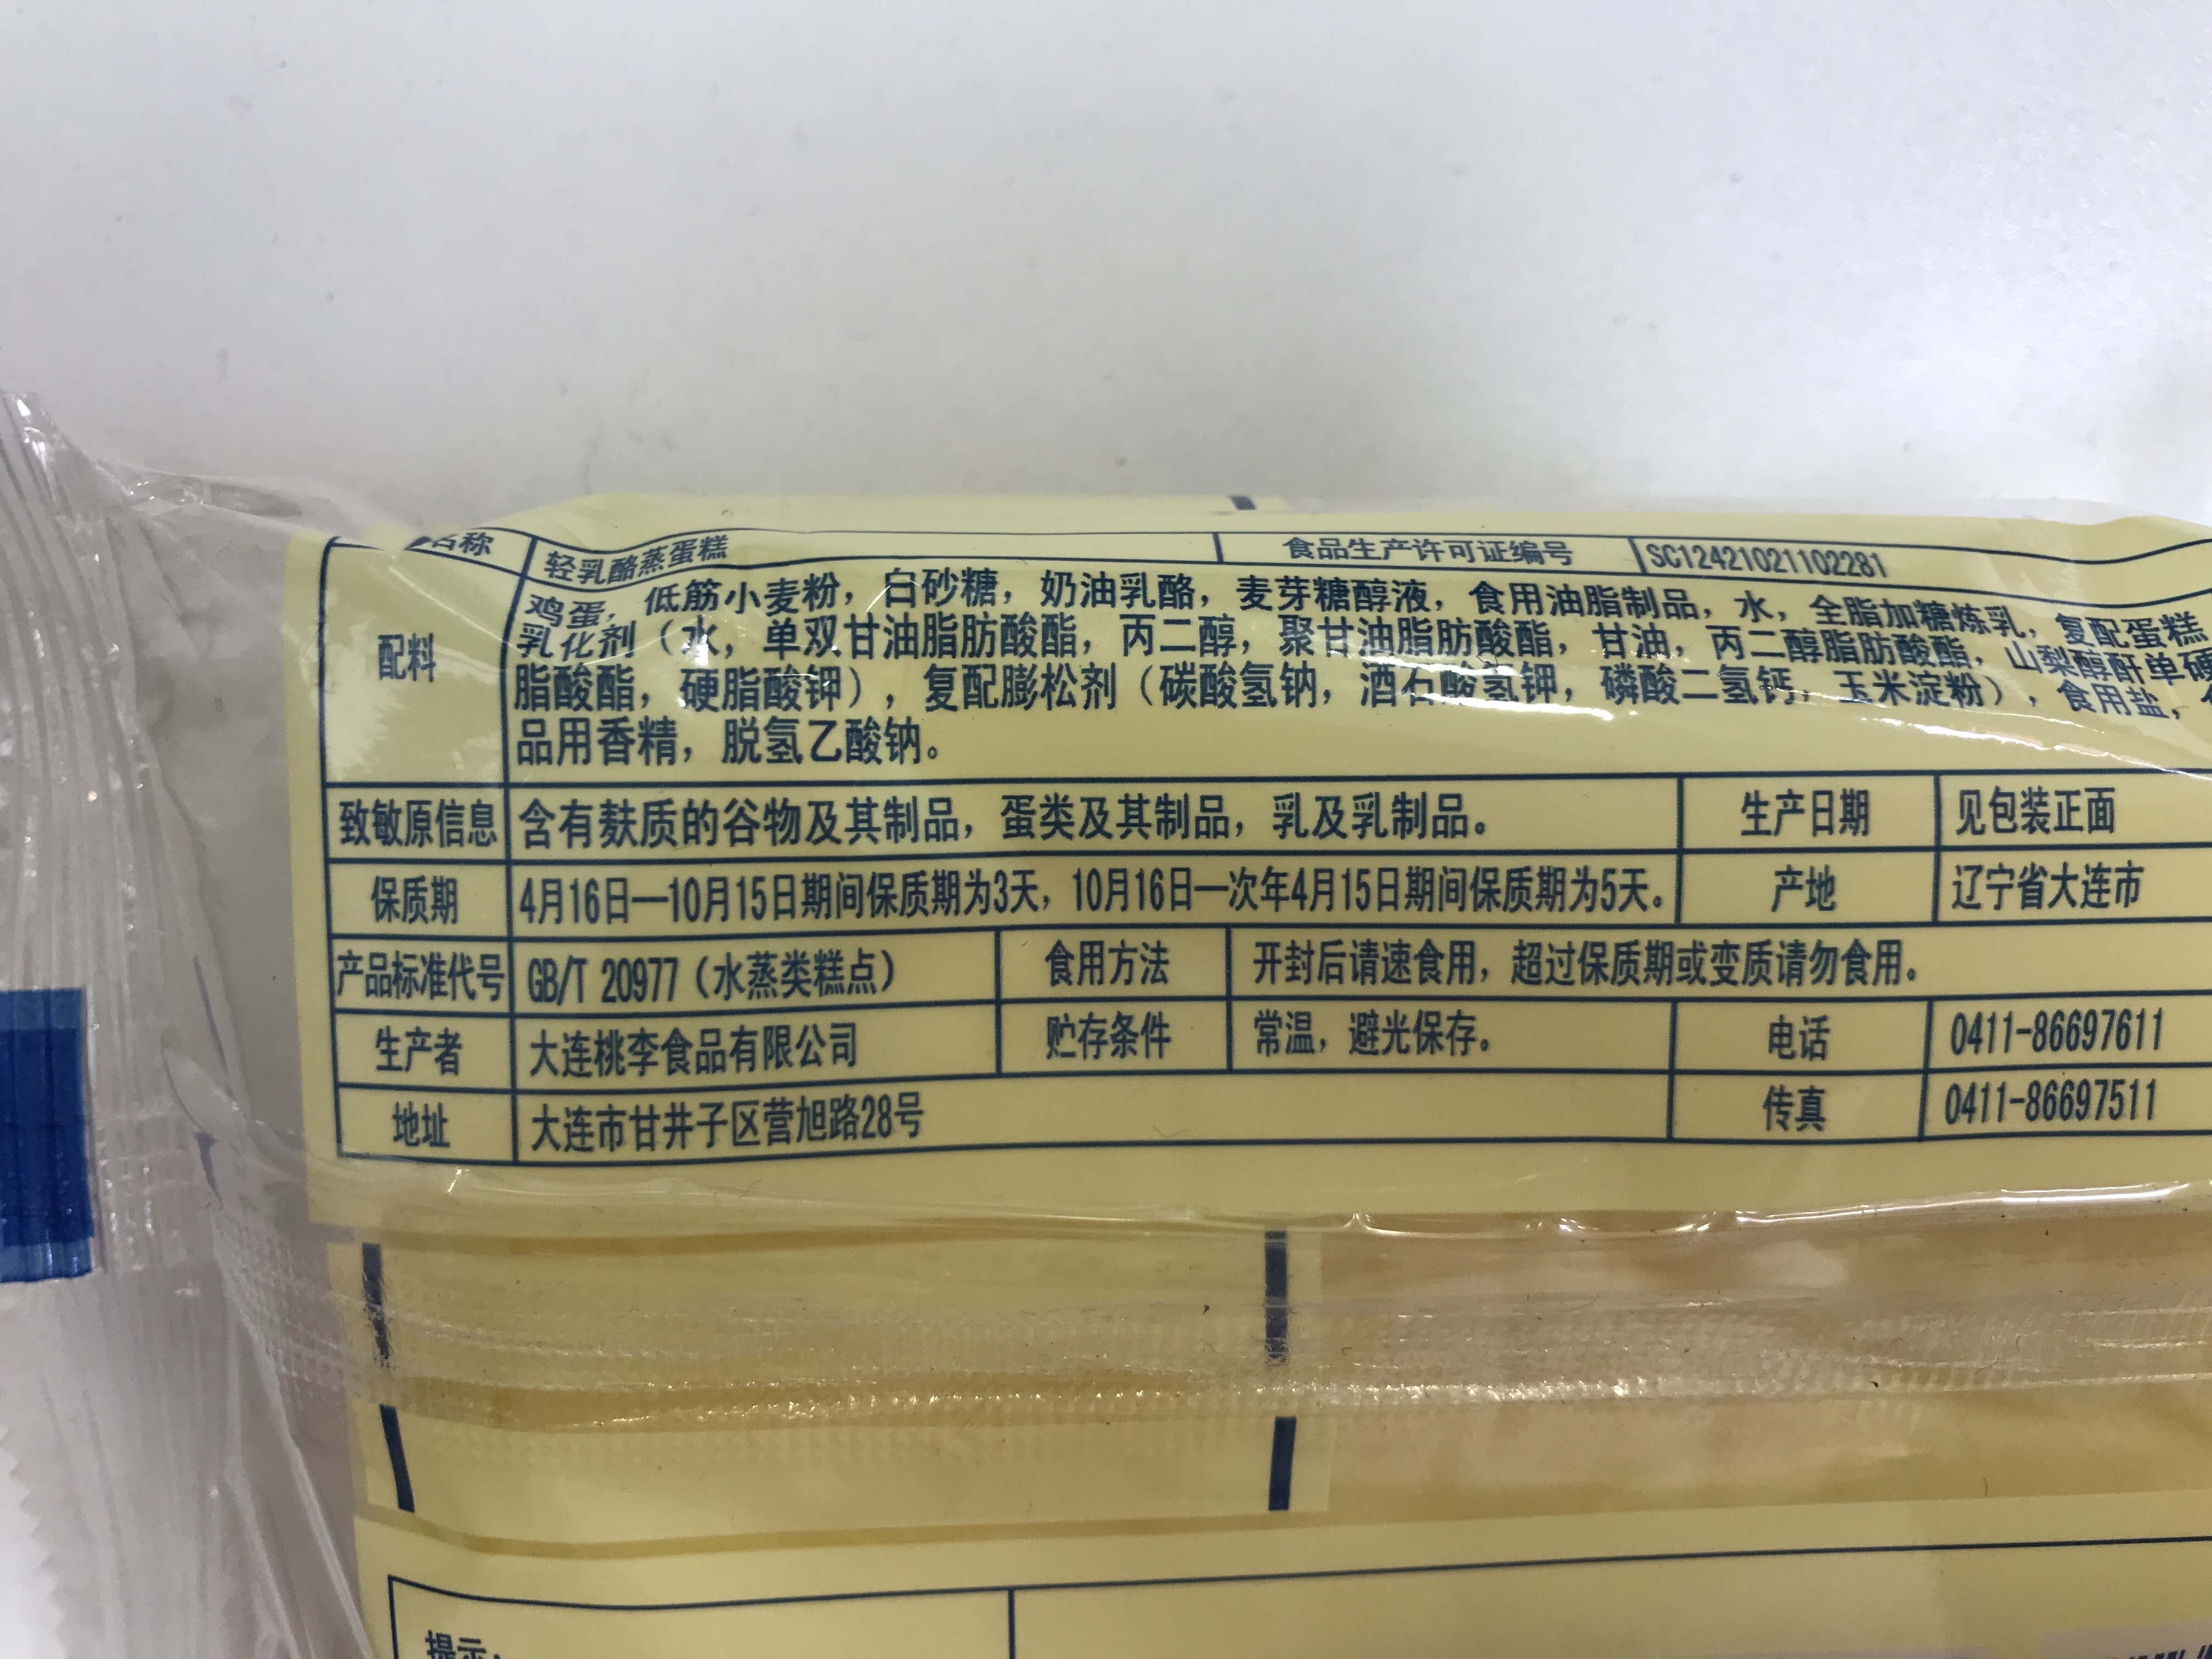 名称 轻乳酪蒸蛋糕 食品生产许可证编号 SC12421021102281
配料 鸡蛋，低筋小麦粉，白砂糖，奶油乳酪，麦芽糖醇液，食用油脂制品，水，全脂加糖炼乳，复配蛋糕
乳化剂（水，单双甘油脂肪酸酯，丙二醇，聚甘油脂肪酸酯，甘油，丙二醇脂肪酸酯，山梨醇酐单硬
脂酸酯，硬脂酸钾），复配膨松剂（碳酸氢钠，酒石酸氢钾，磷酸二氢钙，玉米淀粉），食用盐，
品用香精，脱氢乙酸钠。
致敏原信息 含有麸质的谷物及其制品，蛋类及其制品，乳及乳制品。 生产日期 见包装正面
保质期 4月16日—10月15日期间保质期为3天，10月16日—次年4月15日期间保质期为5天。 产地 辽宁省大连市
产品标准代号 GB/T 20977（水蒸类糕点） 食用方法 开封后请速食用，超过保质期或变质请勿食用。
生产者 大连桃李食品有限公司 贮存条件 常温，避光保存。 电话 0411-86697611
地址 大连市甘井子区营旭路28号 传真 0411-86697511
提示：